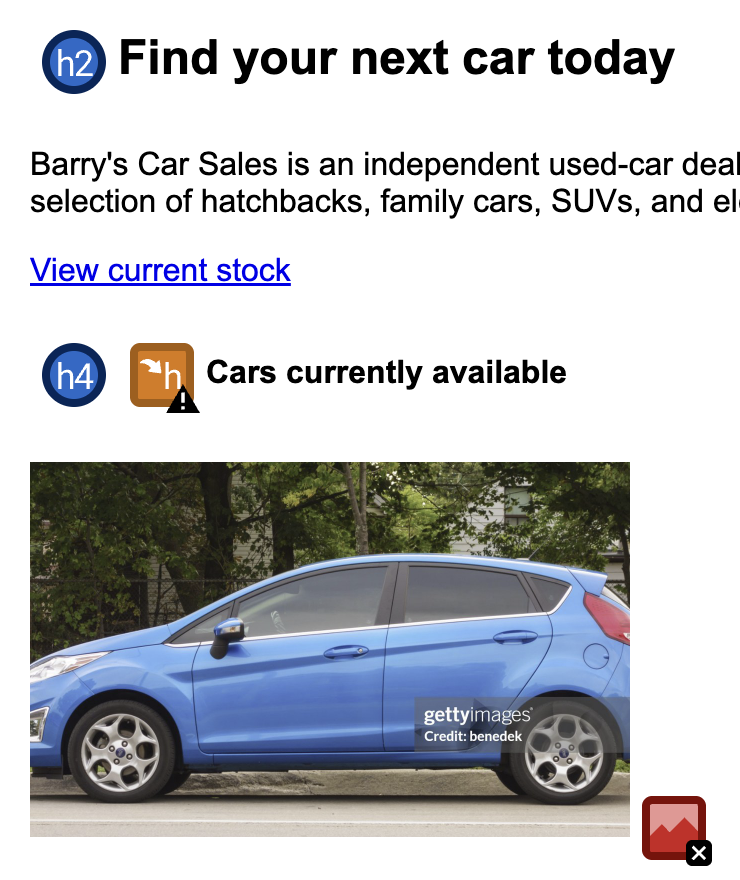 h2 Find your next car today
Barry's Car Sales is an independent used-car deal
selection of hatchbacks, family cars, SUVs, and el
View current stock
h4 h Cars currently available
gettyimages®
Credit: benedek